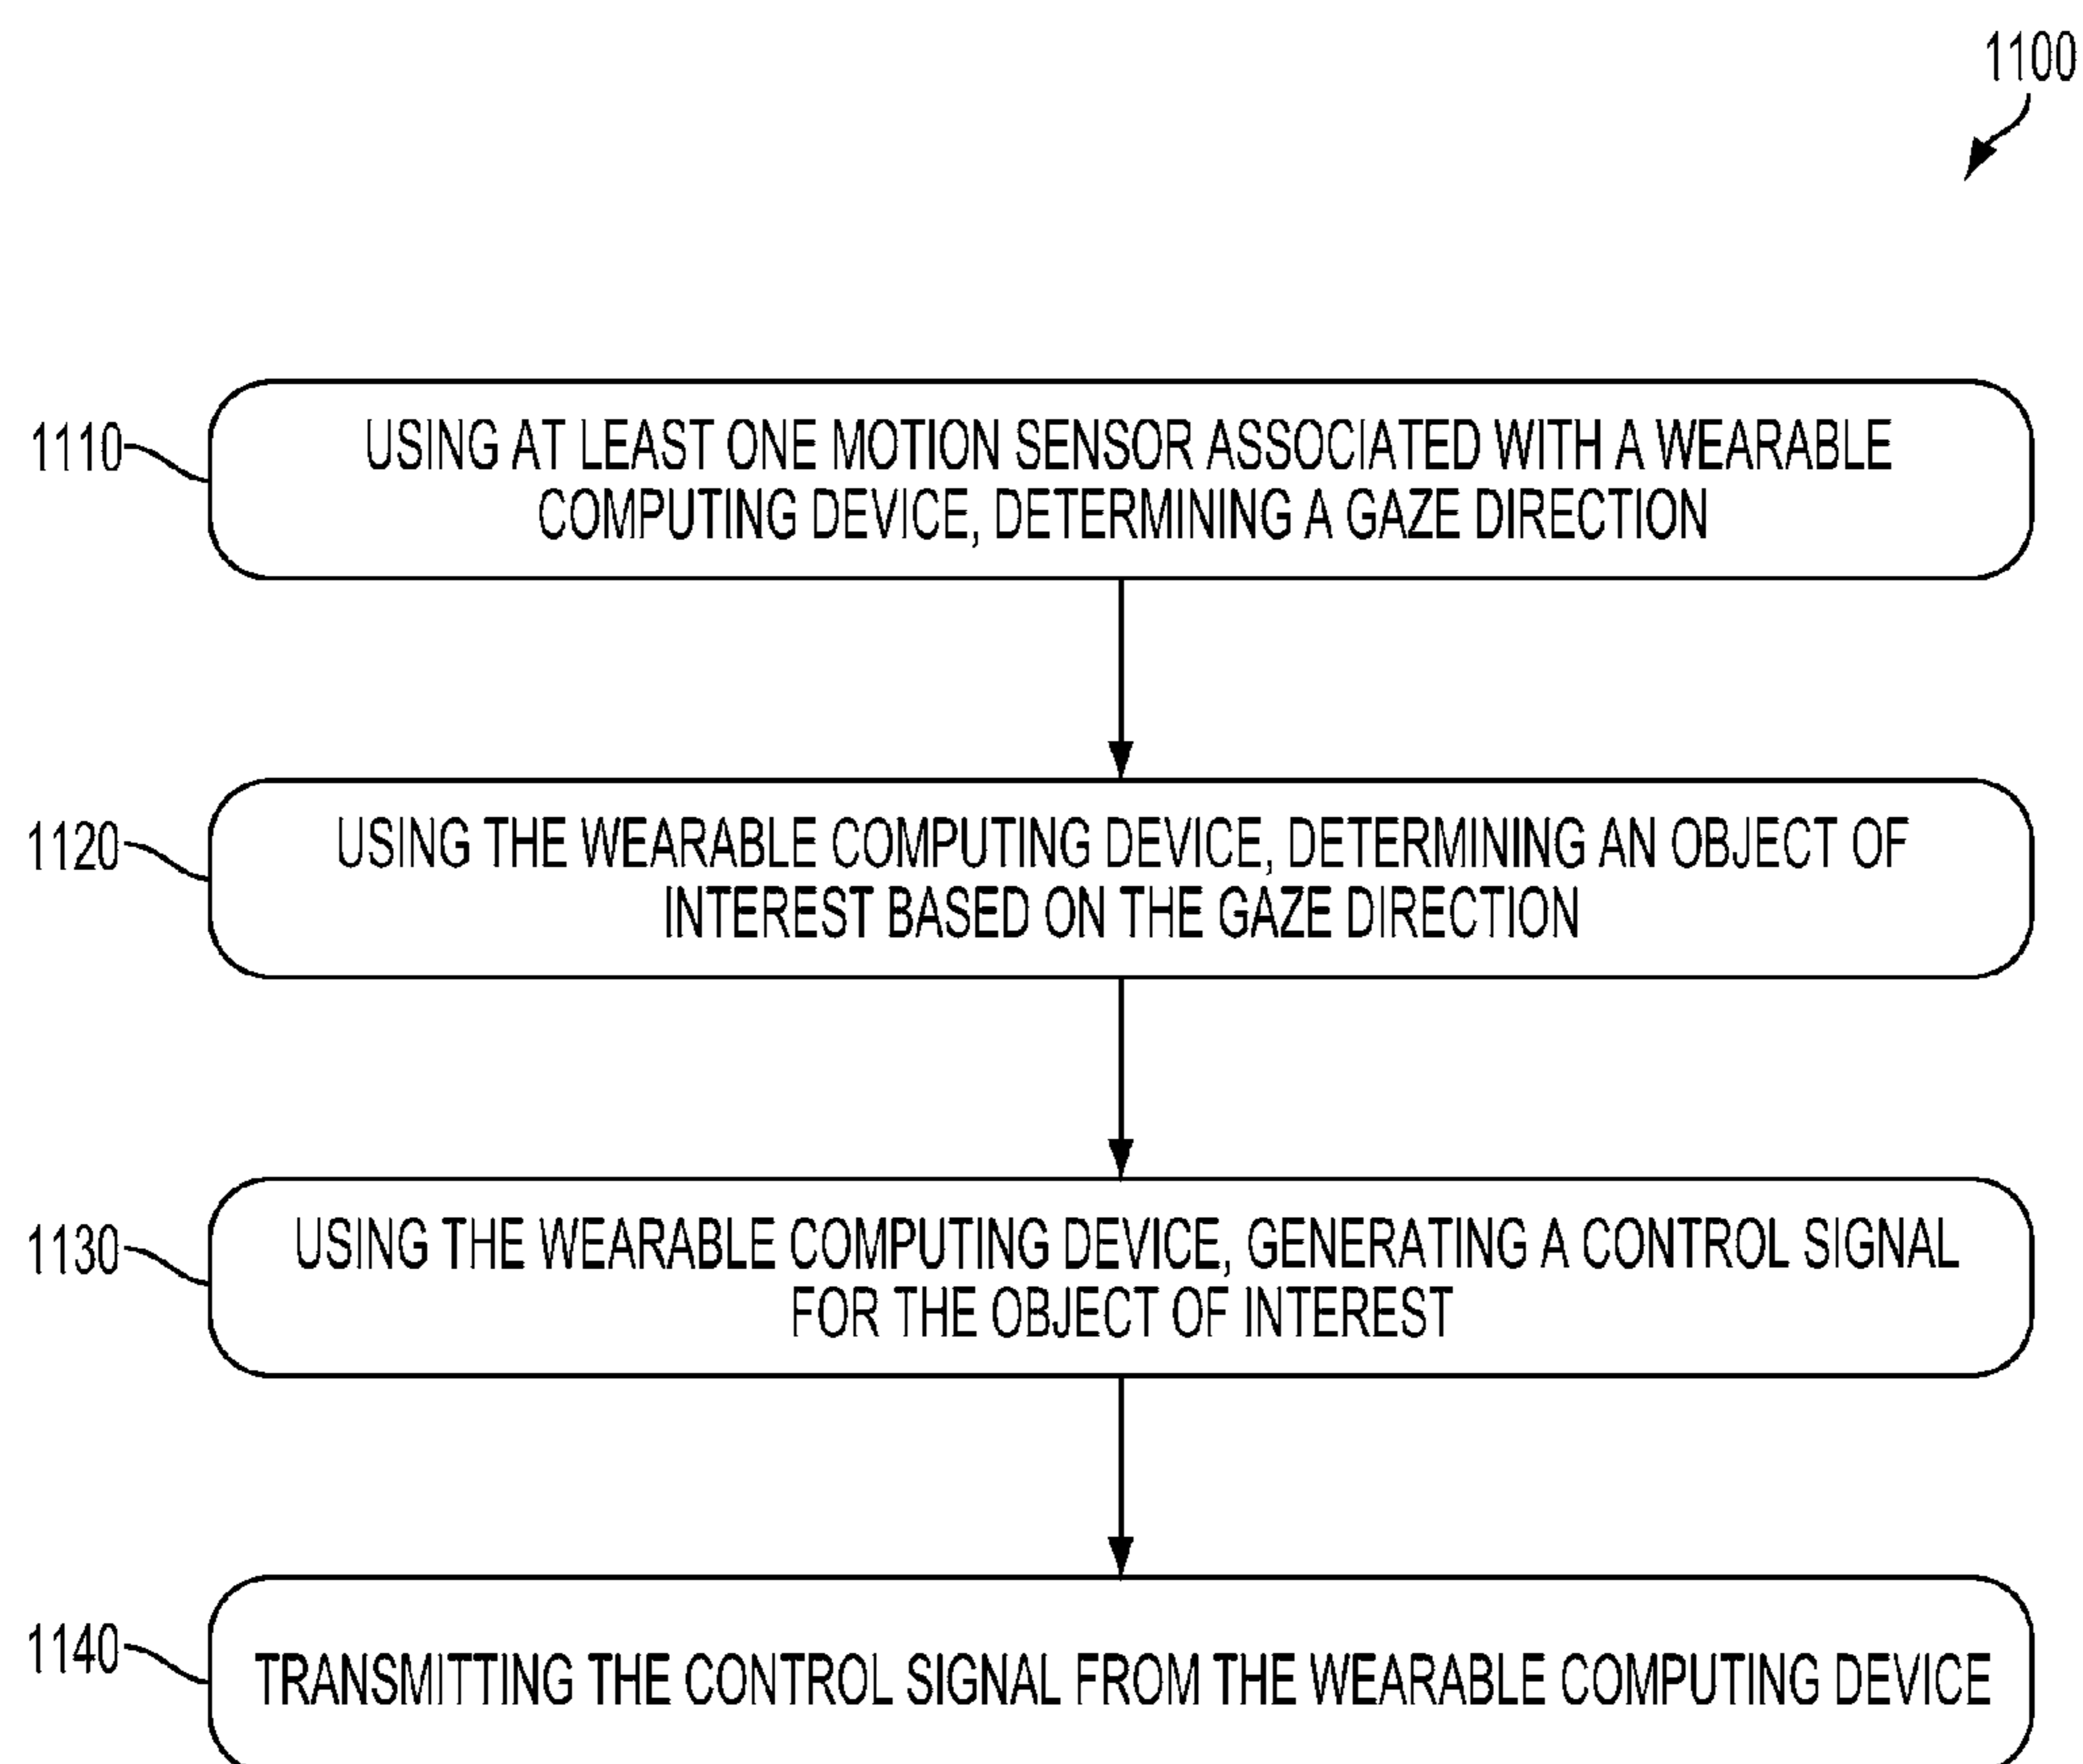 1100
1110
USING AT LEAST ONE MOTION SENSOR ASSOCIATED WITH A WEARABLE
COMPUTING DEVICE, DETERMINING A GAZE DIRECTION
1120
USING THE WEARABLE COMPUTING DEVICE, DETERMINING AN OBJECT OF
INTEREST BASED ON THE GAZE DIRECTION
1130
USING THE WEARABLE COMPUTING DEVICE, GENERATING A CONTROL SIGNAL
FOR THE OBJECT OF INTEREST
1140
TRANSMITTING THE CONTROL SIGNAL FROM THE WEARABLE COMPUTING DEVICE